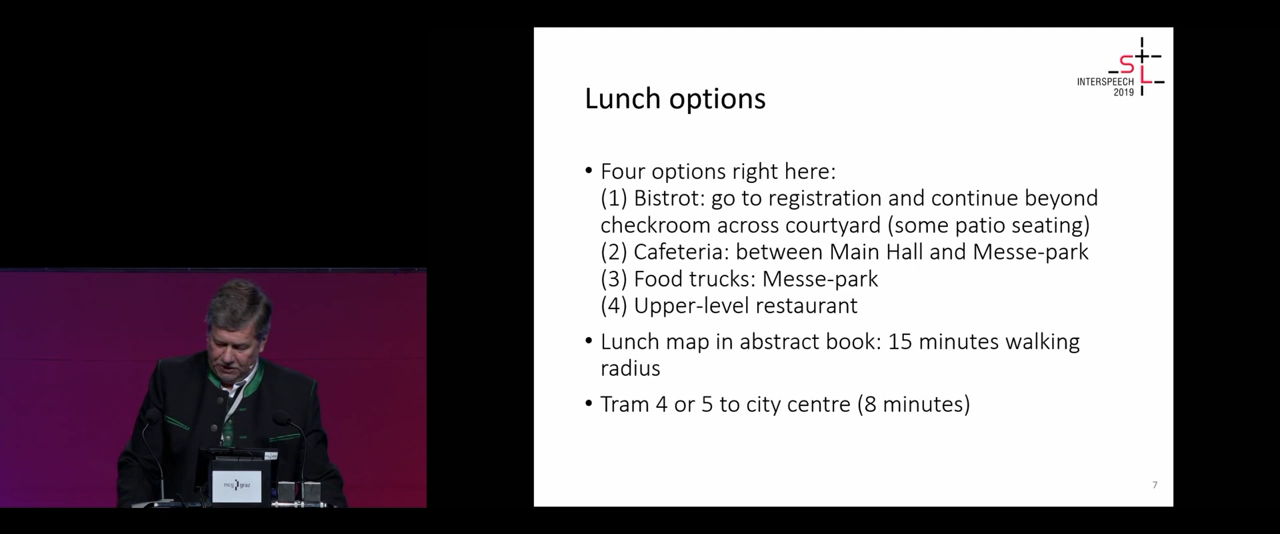 S
L
INTERSPEECH
2019
Lunch options
• Four options right here:
(1) Bistrot: go to registration and continue beyond
checkroom across courtyard (some patio seating)
(2) Cafeteria: between Main Hall and Messe-park
(3) Food trucks: Messe-park
(4) Upper-level restaurant
• Lunch map in abstract book: 15 minutes walking
radius
• Tram 4 or 5 to city centre (8 minutes)
mcg graz
7